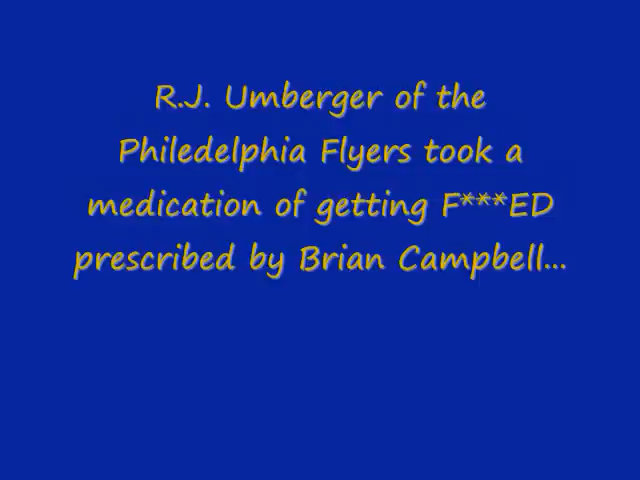 R.J. Umberger of the
Philedelphia Flyers took a
medication of getting F***ED
prescribed by Brian Campbell...